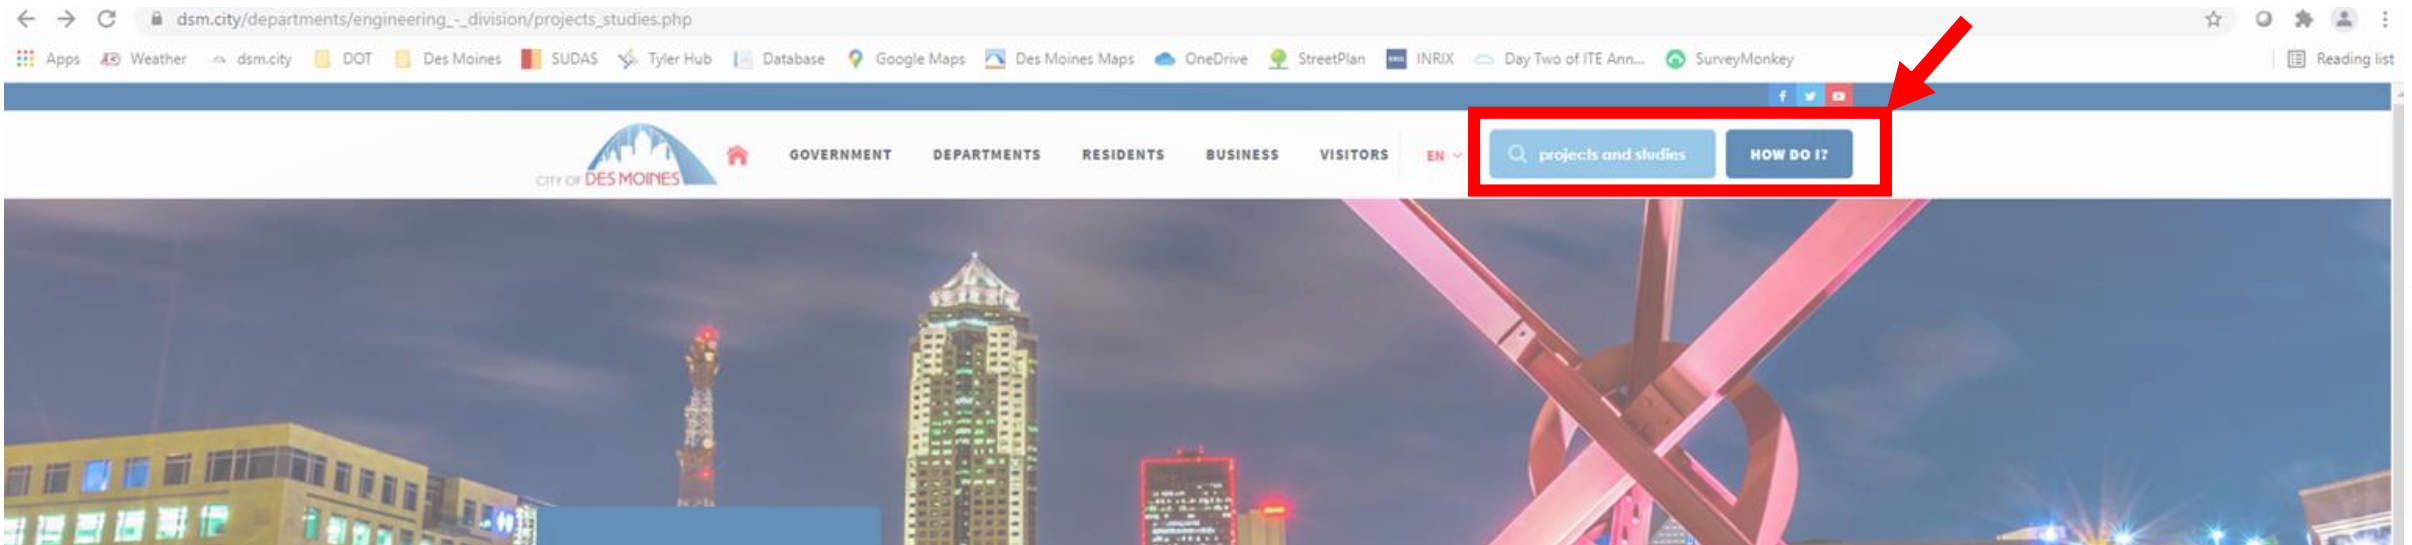 dsm.city/departments/engineering_-_division/projects_studies.php
Apps Weather dsm.city DOT Des Moines SUDAS Tyler Hub Database Google Maps Des Moines Maps OneDrive StreetPlan INRIX Day Two of ITE Ann... SurveyMonkey Reading list
CITY OF DES MOINES GOVERNMENT DEPARTMENTS RESIDENTS BUSINESS VISITORS EN projects and studies HOW DO I?